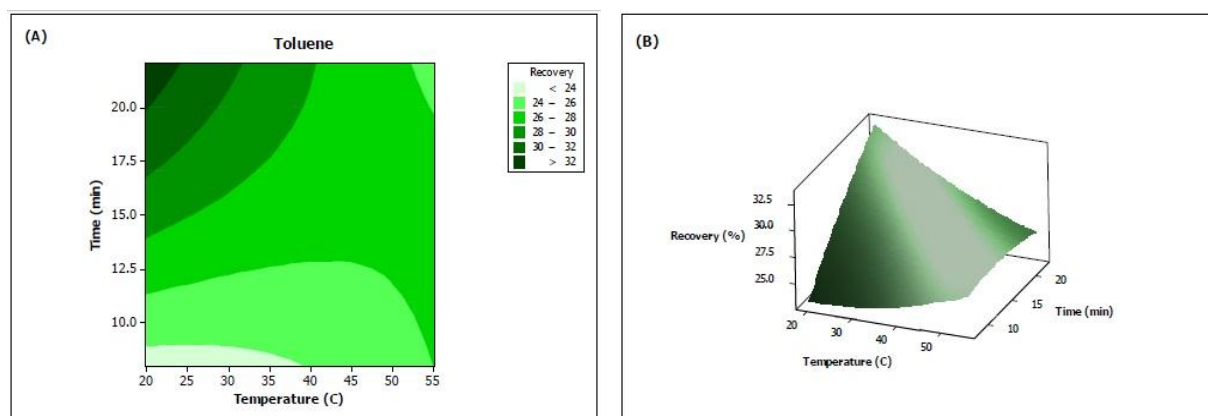 (A)
Toluene
Recovery
< 24
24 – 26
26 – 28
28 – 30
30 – 32
> 32
Time (min)
20.0
17.5
15.0
12.5
10.0
20 25 30 35 40 45 50 55
Temperature (C)
(B)
Recovery (%)
32.5
30.0
27.5
25.0
20 30 40 50
Temperature (C)
10 15 20
Time (min)